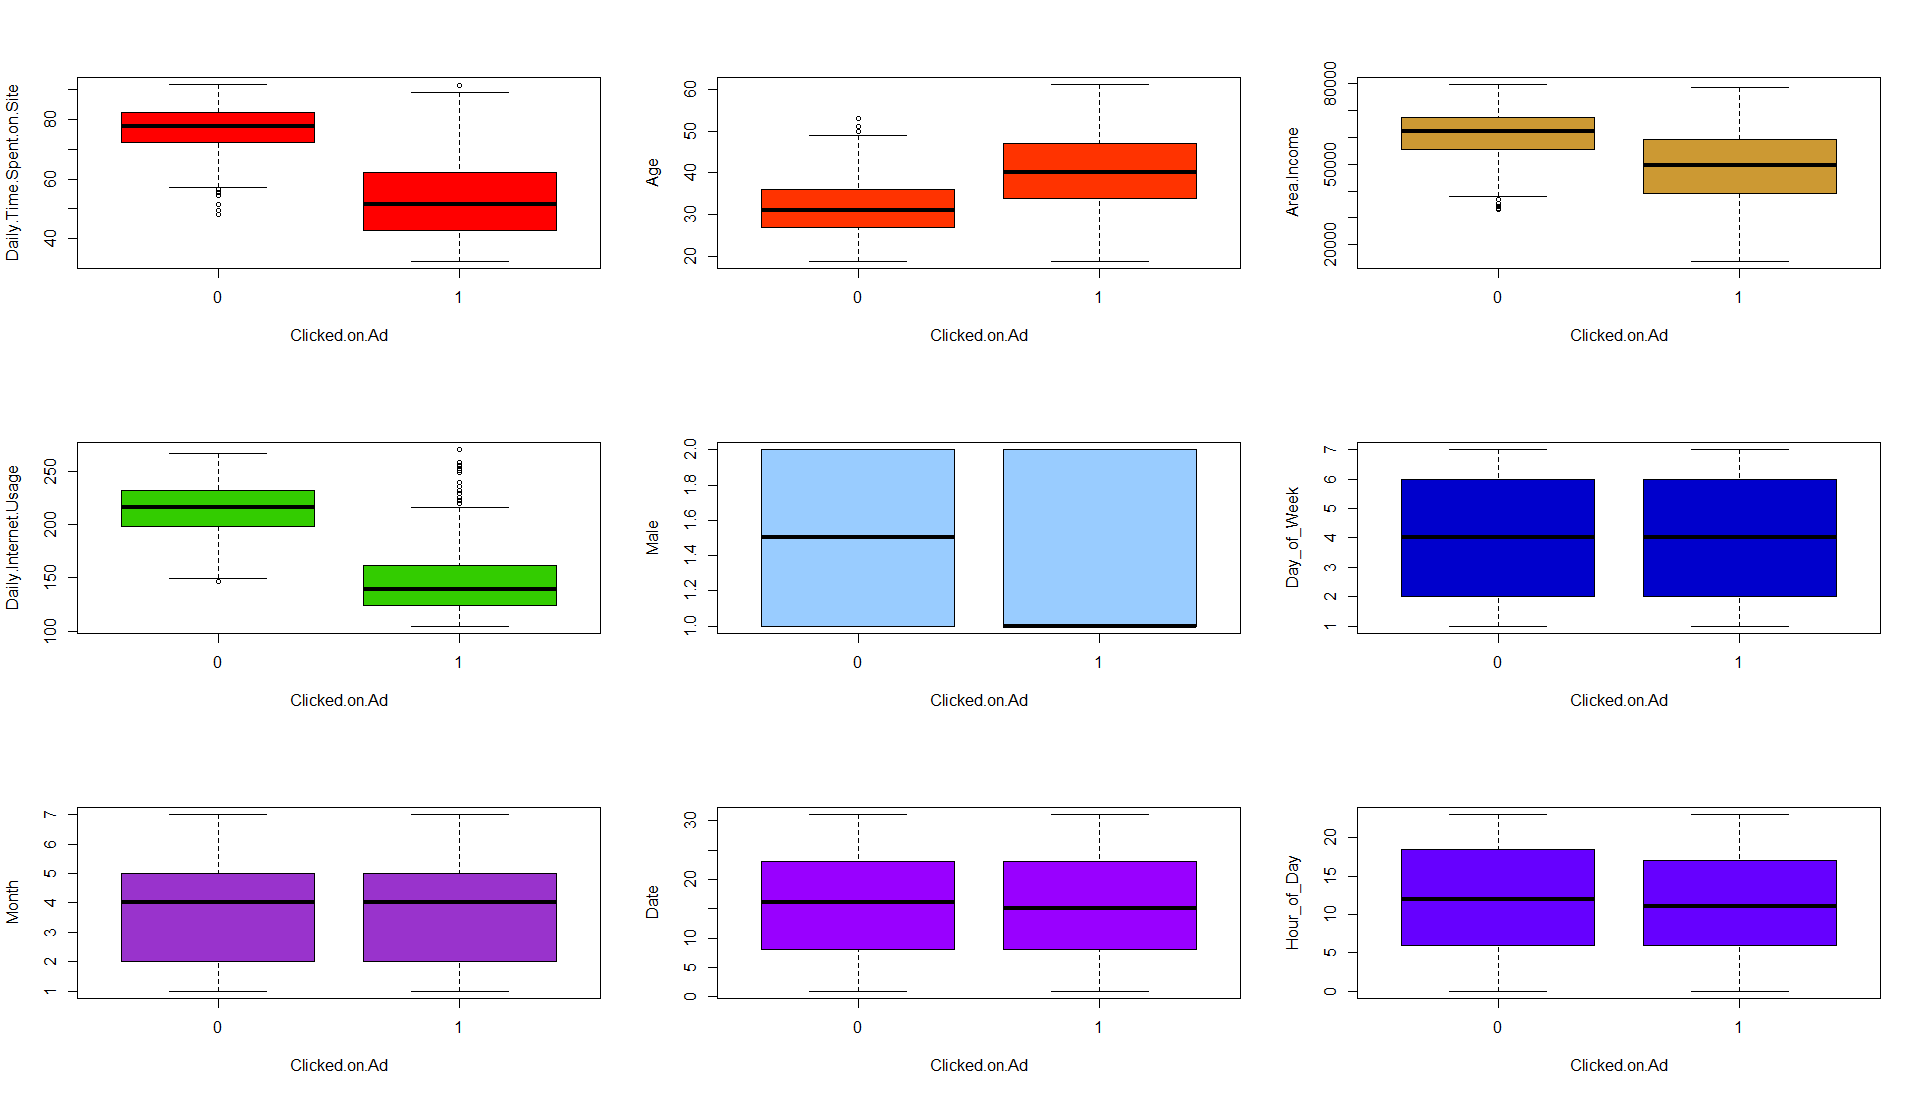 Daily.Time.Spent.on.Site
40 60 80
0 1
Clicked.on.Ad
Age
20 30 40 50 60
0 1
Clicked.on.Ad
Area.Income
20000 50000 80000
0 1
Clicked.on.Ad
Daily.Internet.Usage
100 150 200 250
0 1
Clicked.on.Ad
Male
1.0 1.2 1.4 1.6 1.8 2.0
0 1
Clicked.on.Ad
Day_of_Week
1 2 3 4 5 6 7
0 1
Clicked.on.Ad
Month
1 2 3 4 5 6 7
0 1
Clicked.on.Ad
Date
0 5 10 20 30
0 1
Clicked.on.Ad
Hour_of_Day
0 5 10 15 20
0 1
Clicked.on.Ad